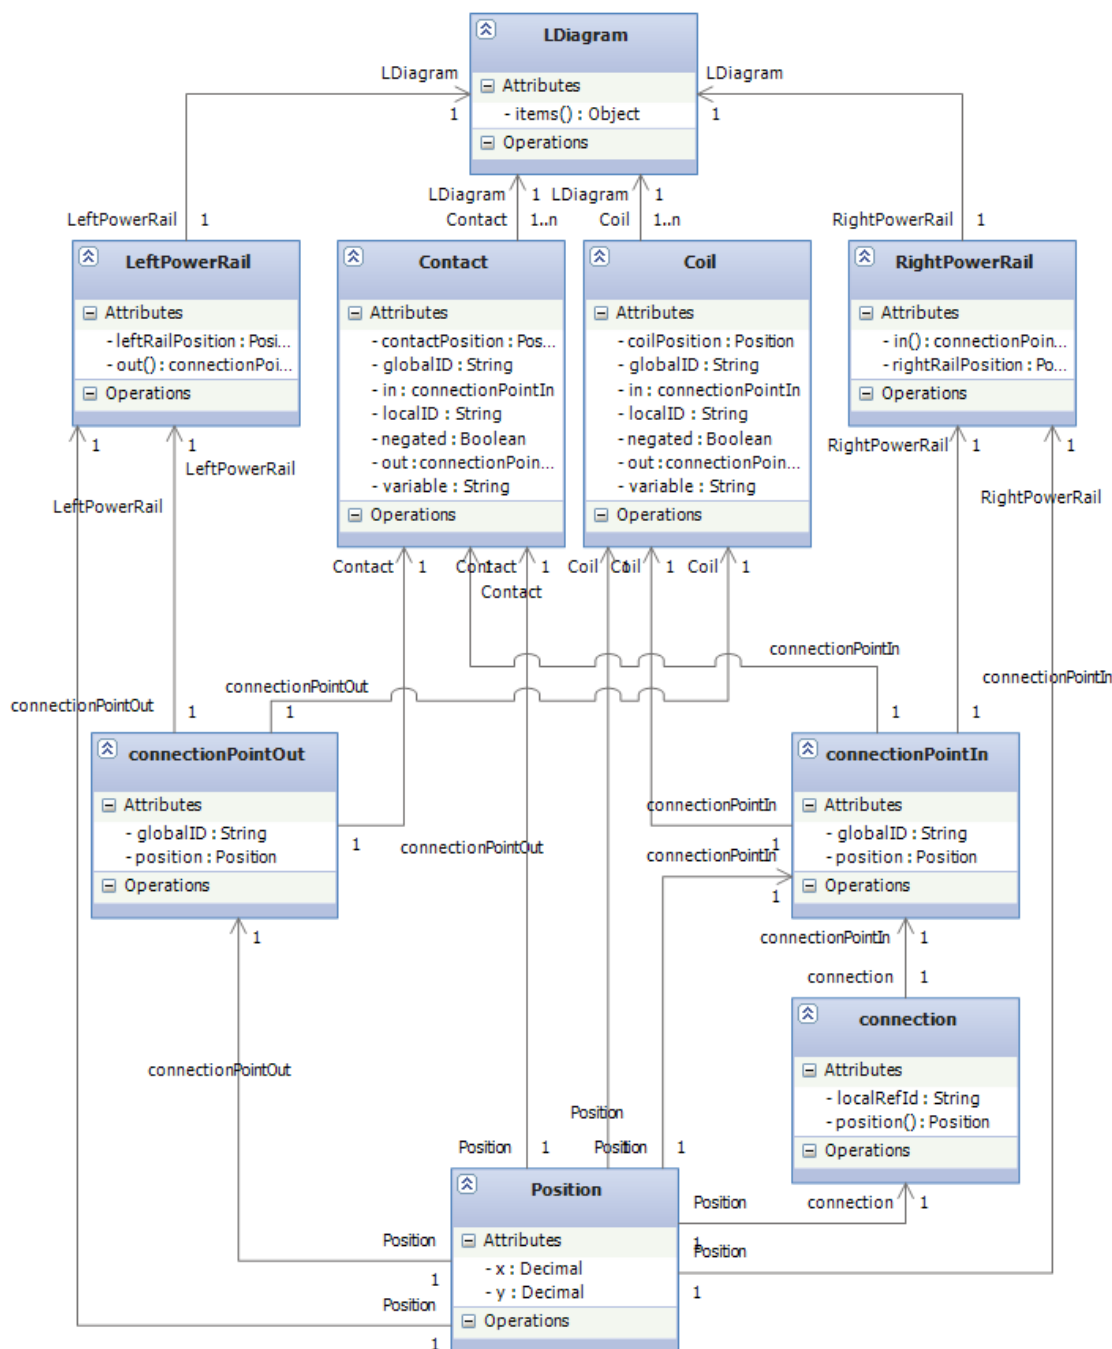 LDiagram
Attributes
- items() : Object
Operations
LDiagram
1
LDiagram
1
LDiagram 1
LDiagram 1
LeftPowerRail 1
Contact 1..n
Coil 1..n
RightPowerRail 1
LeftPowerRail
Attributes
- leftRailPosition : Posi...
- out() : connectionPoi...
Operations
Contact
Attributes
- contactPosition : Pos...
- globalID : String
- in : connectionPointIn
- localID : String
- negated : Boolean
- out : connectionPoin...
- variable : String
Operations
Coil
Attributes
- coilPosition : Position
- globalID : String
- in : connectionPointIn
- localID : String
- negated : Boolean
- out : connectionPoin...
- variable : String
Operations
RightPowerRail
Attributes
- in() : connectionPoin...
- rightRailPosition : Po...
Operations
1
1
LeftPowerRail
LeftPowerRail
RightPowerRail 1
1
RightPowerRail
Contact 1
Contact 1
1
Contact
Coil 1
Coil 1
Coil 1
connectionPointIn
1
connectionPointIn
1
connectionPointOut
1
connectionPointOut
1
connectionPointOut
Attributes
- globalID : String
- position : Position
Operations
connectionPointIn
Attributes
- globalID : String
- position : Position
Operations
1
connectionPointOut
connectionPointIn
1
connectionPointIn
1
1
connectionPointOut
connectionPointIn 1
connection 1
connection
Attributes
- localRefId : String
- position() : Position
Operations
connection 1
Position
Position 1
Position 1
1
Position
Attributes
- x : Decimal
- y : Decimal
Operations
Position
1
Position
1
Position
1
Position
1